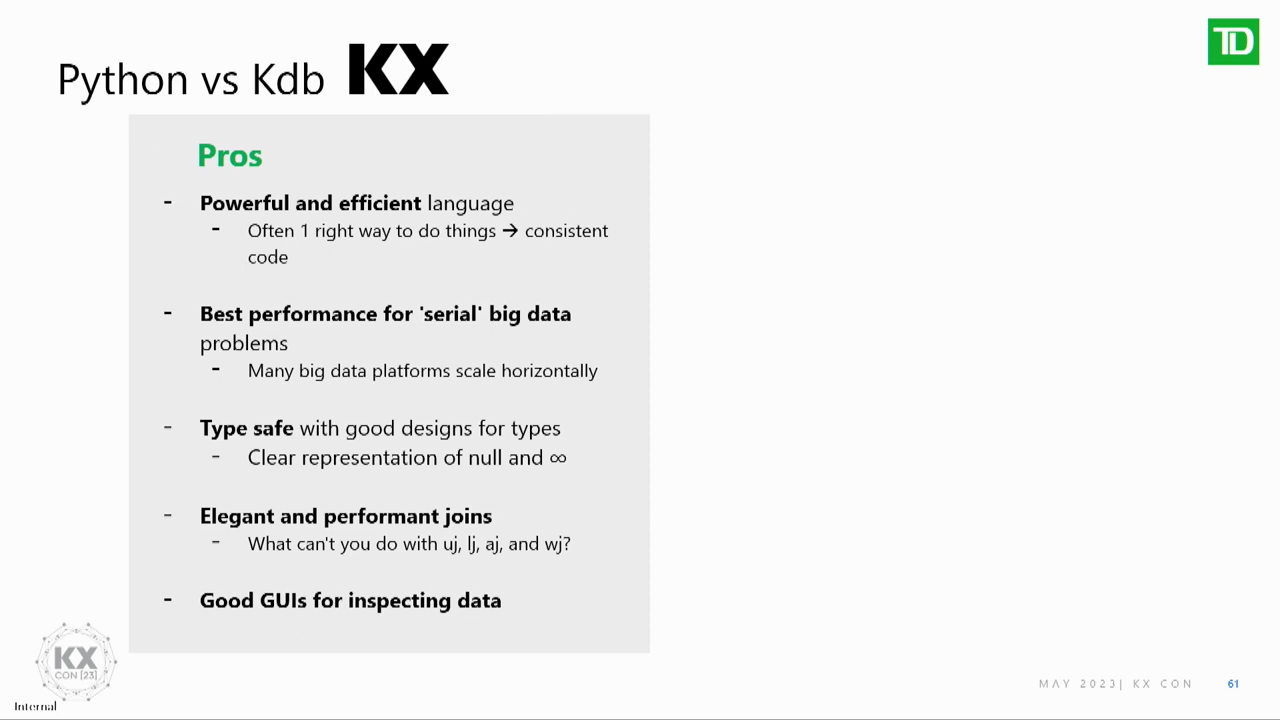 TD
Python vs Kdb KX
Pros
- Powerful and efficient language
- Often 1 right way to do things → consistent
code
- Best performance for 'serial' big data
problems
- Many big data platforms scale horizontally
- Type safe with good designs for types
- Clear representation of null and ∞
- Elegant and performant joins
- What can't you do with uj, lj, aj, and wj?
- Good GUIs for inspecting data
KX
CON [23]
Internal
MAY 2023| KX CON 61